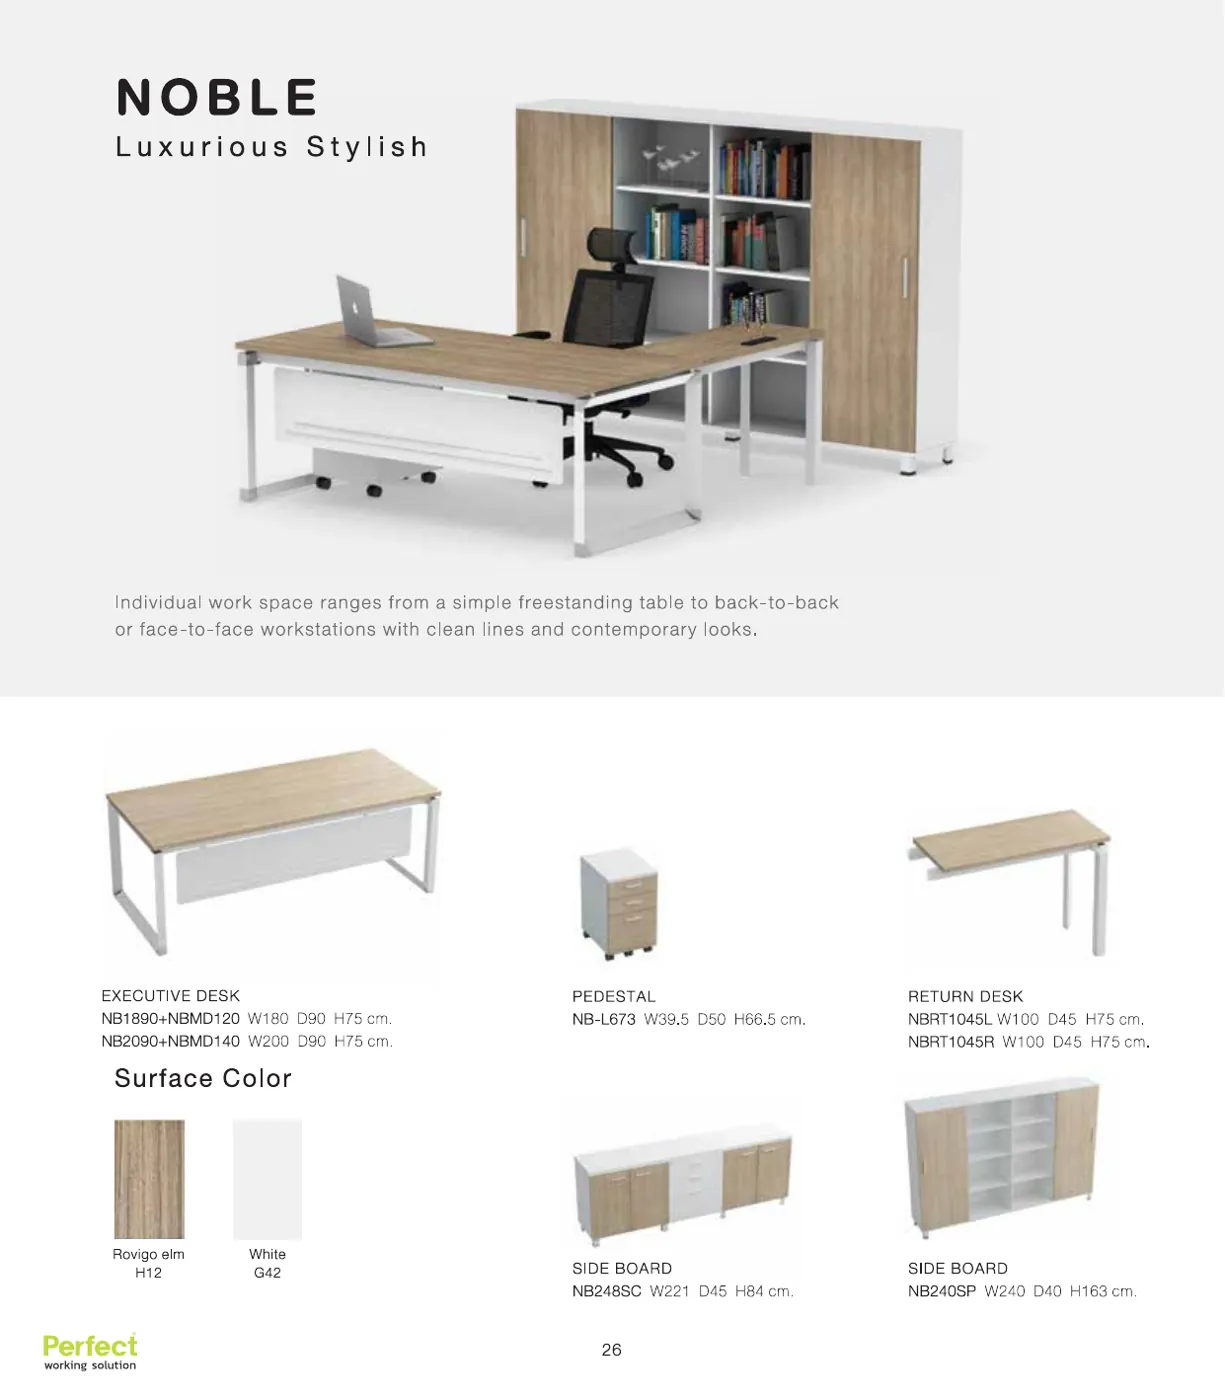 NOBLE
Luxurious Stylish
Individual work space ranges from a simple freestanding table to back-to-back
or face-to-face workstations with clean lines and contemporary looks.
EXECUTIVE DESK
NB1890+NBMD120 W180 D90 H75 cm.
NB2090+NBMD140 W200 D90 H75 cm.
PEDESTAL
NB-L673 W39.5 D50 H66.5 cm.
RETURN DESK
NBRT1045L W100 D45 H75 cm.
NBRT1045R W100 D45 H75 cm.
Surface Color
Rovigo elm
H12
White
G42
SIDE BOARD
NB248SC W221 D45 H84 cm.
SIDE BOARD
NB240SP W240 D40 H163 cm.
Perfect
working solution
26